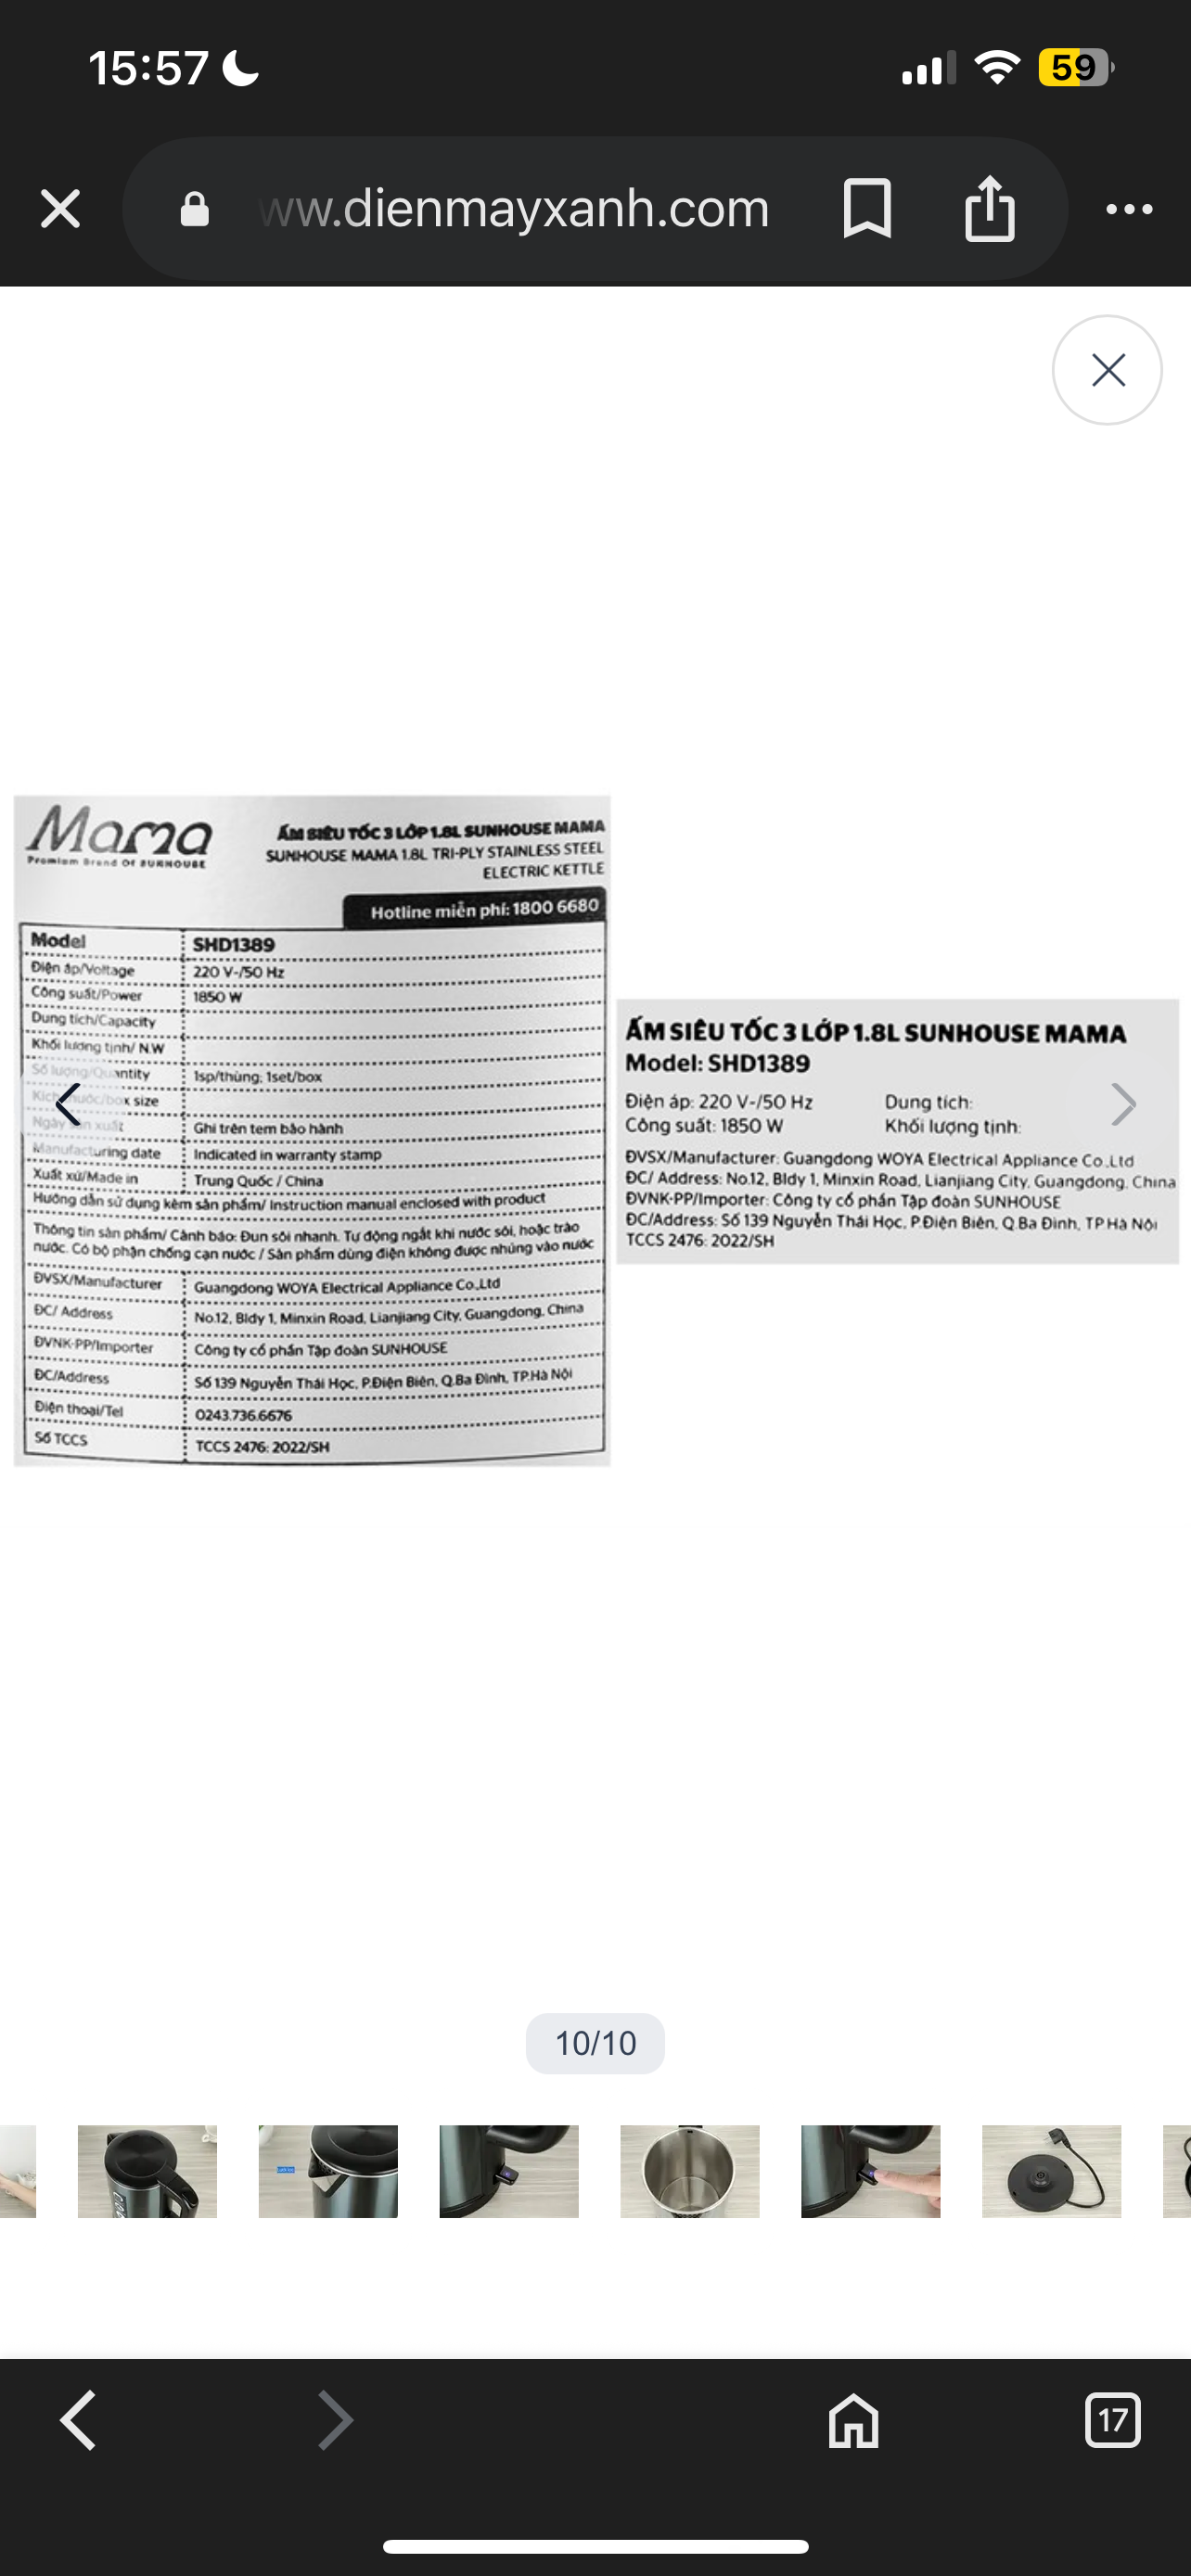 15:57
59
ww.dienmayxanh.com
Mama
Premium Brand Of SUNHOUSE
ẤM SIÊU TỐC 3 LỚP 1.8L SUNHOUSE MAMA
SUNHOUSE MAMA 1.8L TRI-PLY STAINLESS STEEL
ELECTRIC KETTLE
Hotline miễn phí: 1800 6680
Model SHD1389
Điện áp/Voltage 220 V~/50 Hz
Công suất/Power 1850 W
Dung tích/Capacity
Khối lượng tịnh/ N.W
Số lượng/Quantity 1sp/thùng; 1set/box
Kích thước/box size
Ngày sản xuất Ghi trên tem bảo hành
Manufacturing date Indicated in warranty stamp
Xuất xứ/Made in Trung Quốc / China
Hướng dẫn sử dụng kèm sản phẩm/ Instruction manual enclosed with product
Thông tin sản phẩm/ Cảnh báo: Đun sôi nhanh. Tự động ngắt khi nước sôi, hoặc trào
nước. Có bộ phận chống cạn nước / Sản phẩm dùng điện không được nhúng vào nước
ĐVSX/Manufacturer Guangdong WOYA Electrical Appliance Co.,Ltd
ĐC/ Address No.12, Bldy 1, Minxin Road, Lianjiang City, Guangdong, China
ĐVNK-PP/Importer Công ty cổ phần Tập đoàn SUNHOUSE
ĐC/Address Số 139 Nguyễn Thái Học, P.Điện Biên, Q.Ba Đình, TP.Hà Nội
Điện thoại/Tel 0243.736.6676
Số TCCS TCCS 2476: 2022/SH
ẤM SIÊU TỐC 3 LỚP 1.8L SUNHOUSE MAMA
Model: SHD1389
Điện áp: 220 V~/50 Hz Dung tích:
Công suất: 1850 W Khối lượng tịnh:
ĐVSX/Manufacturer: Guangdong WOYA Electrical Appliance Co.,Ltd
ĐC/ Address: No.12, Bldy 1, Minxin Road, Lianjiang City, Guangdong, China
ĐVNK-PP/Importer: Công ty cổ phần Tập đoàn SUNHOUSE
ĐC/Address: Số 139 Nguyễn Thái Học, P.Điện Biên, Q.Ba Đình, TP Hà Nội
TCCS 2476: 2022/SH
10/10
17